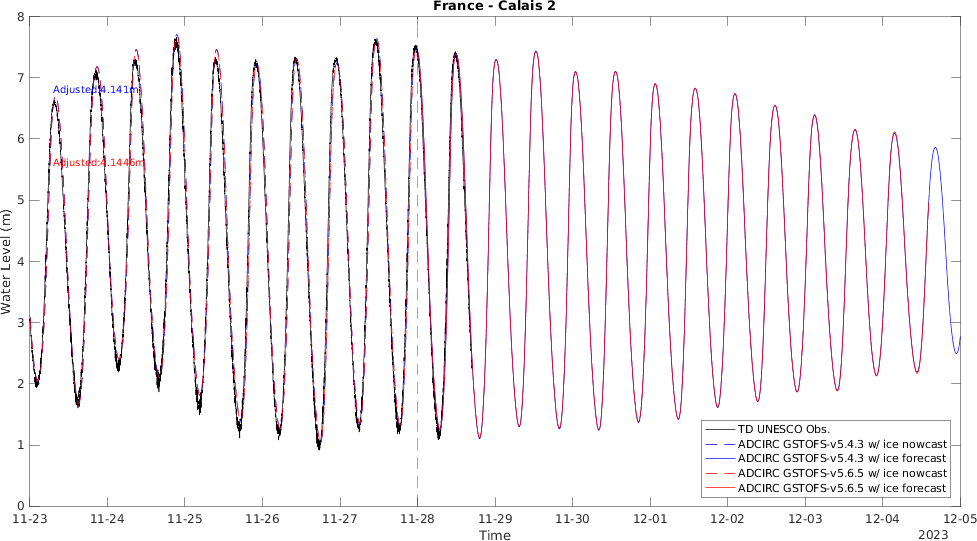 France - Calais 2
Water Level (m)
8
7
6
5
4
3
2
1
0
Adjusted:4.141m
Adjusted:4.1446m
TD UNESCO Obs.
ADCIRC GSTOFS-v5.4.3 w/ ice nowcast
ADCIRC GSTOFS-v5.4.3 w/ ice forecast
ADCIRC GSTOFS-v5.6.5 w/ ice nowcast
ADCIRC GSTOFS-v5.6.5 w/ ice forecast
11-23 11-24 11-25 11-26 11-27 11-28 11-29 11-30 12-01 12-02 12-03 12-04 12-05
Time
2023